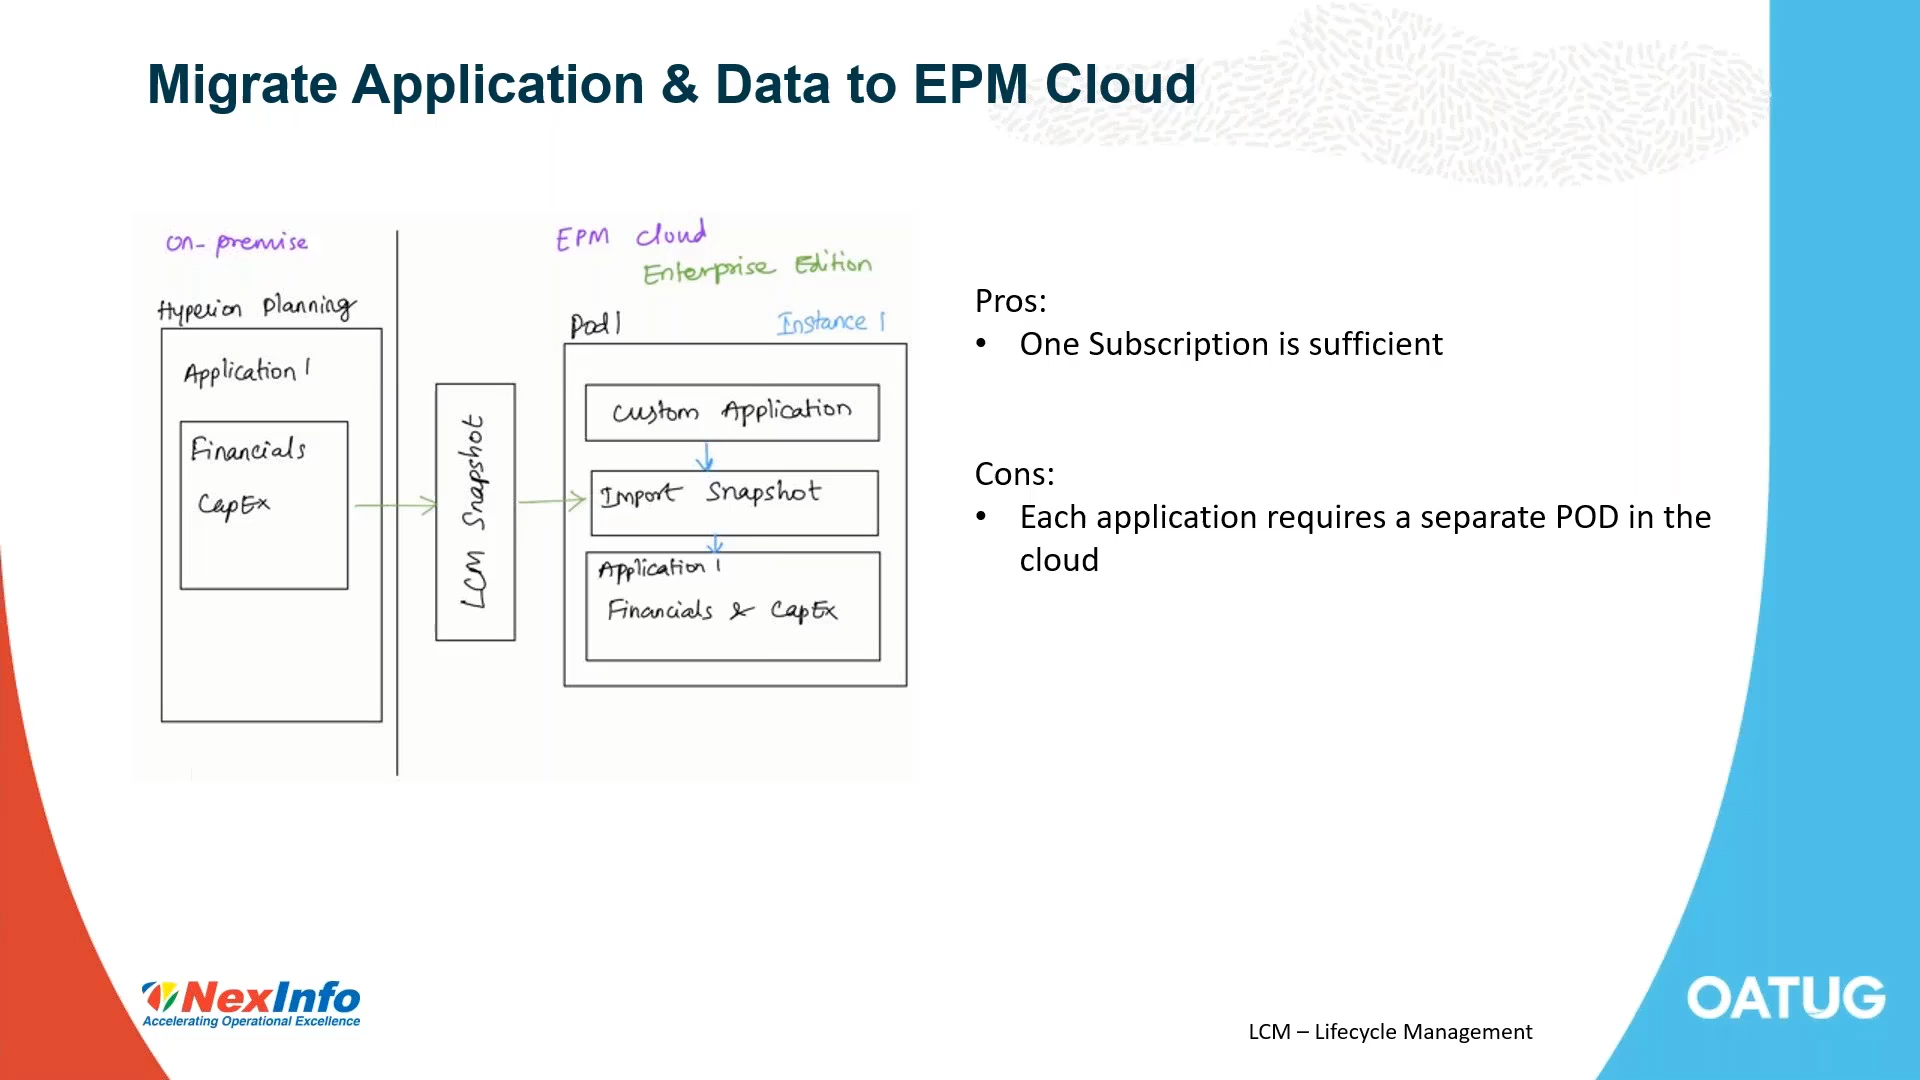 Migrate Application & Data to EPM Cloud
on-premise
Hyperion Planning
Application 1
Financials
CapEx
LCM Snapshot
EPM cloud
Enterprise Edition
Pod 1
Instance 1
Custom Application
Import Snapshot
Application 1
Financials & CapEx
Pros:
• One Subscription is sufficient
Cons:
• Each application requires a separate POD in the
cloud
NexInfo
Accelerating Operational Excellence
LCM – Lifecycle Management
OATUG